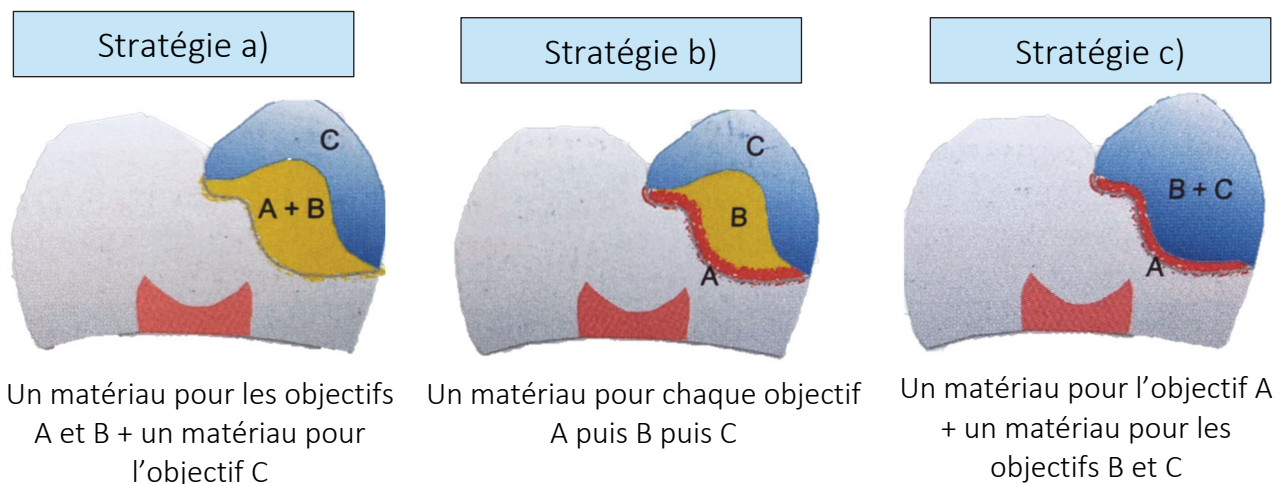 Stratégie a)
Stratégie b)
Stratégie c)
C
A + B
C
B
A
B + C
A
Un matériau pour les objectifs
A et B + un matériau pour
l’objectif C
Un matériau pour chaque objectif
A puis B puis C
Un matériau pour l’objectif A
+ un matériau pour les
objectifs B et C